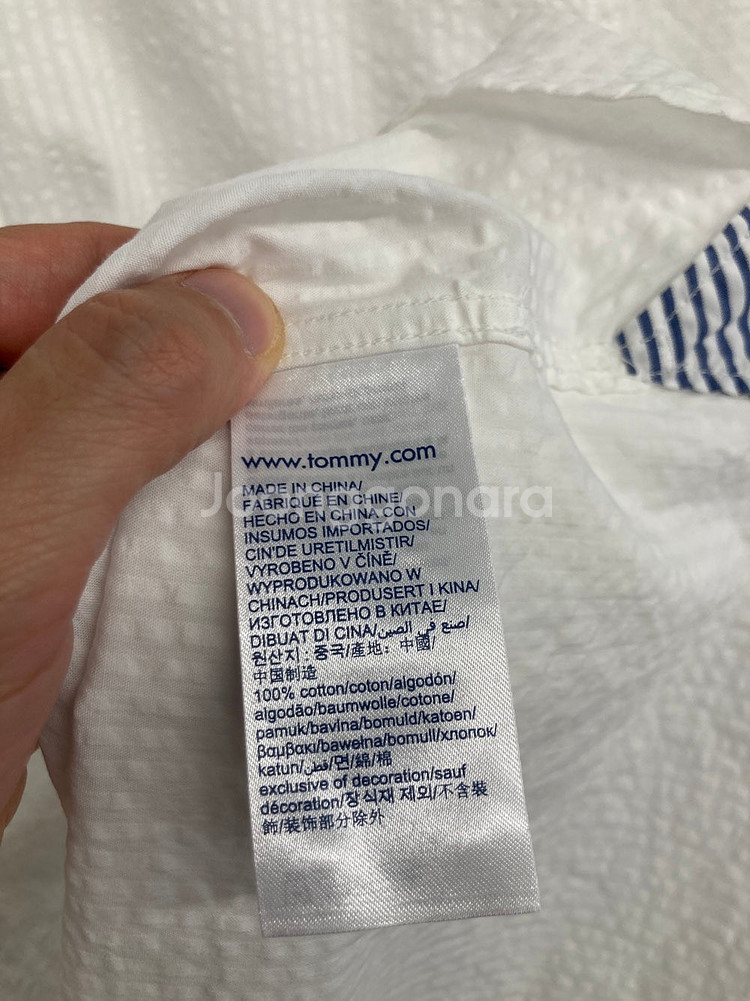 www.tommy.com
MADE IN CHINA/
FABRIQUÉ EN CHINE/
HECHO EN CHINA CON
INSUMOS IMPORTADOS/
CIN'DE URETILMISTIR/
VYROBENO V ČÍNĚ/
WYPRODUKOWANO W
CHINACH/PRODUSERT I KINA/
ИЗГОТОВЛЕНО В КИТАЕ/
DIBUAT DI CINA/صنع في الصين/
원산지 : 중국/產地：中國/
中国制造
100% cotton/coton/algodón/
algodão/baumwolle/cotone/
pamuk/bavlna/bomuld/katoen/
βαμβακι/bawełna/bomull/хлопок/
katun/قطن/면/綿/棉
exclusive of decoration/sauf
décoration/장식재 제외/不含裝
飾/装饰部分除外